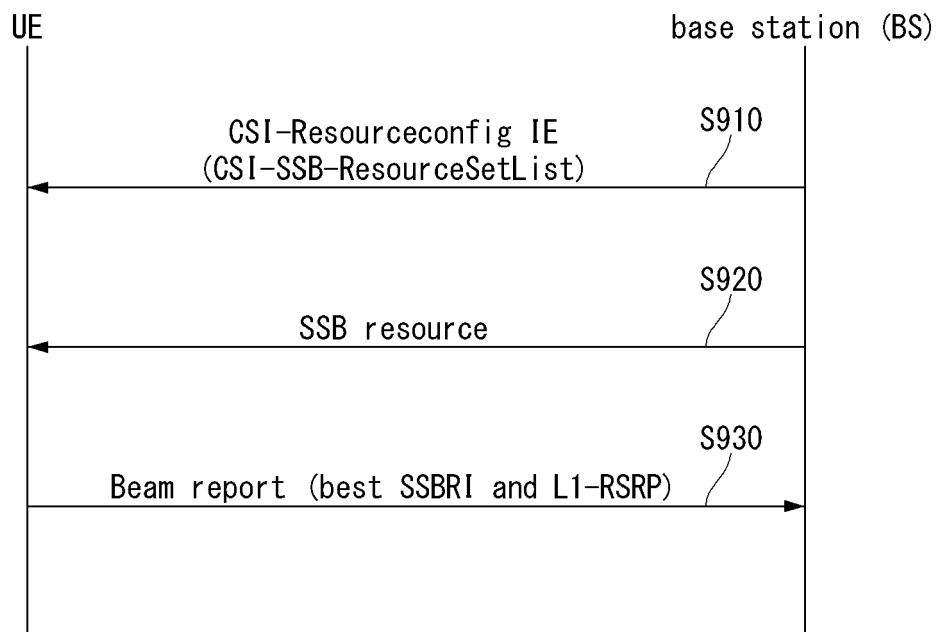 UE
base station (BS)
CSI-Resourceconfig IE
(CSI-SSB-ResourceSetList)
S910
SSB resource
S920
Beam report (best SSBRI and L1-RSRP)
S930